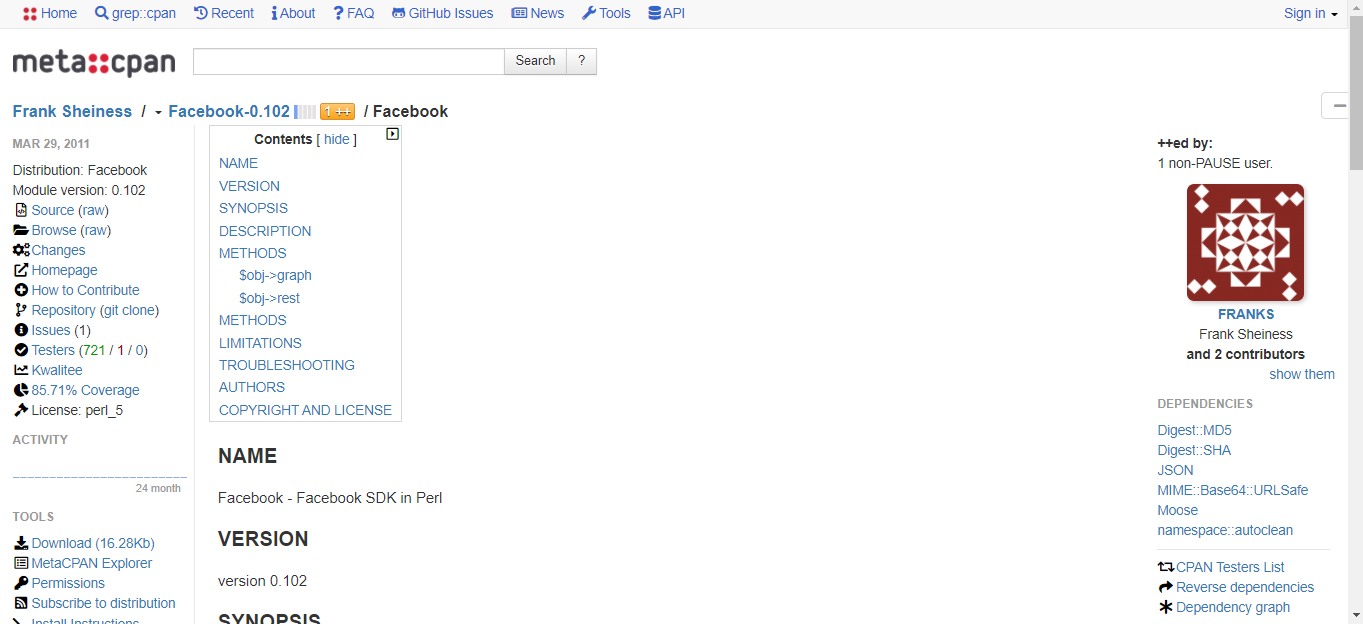 Home grep::cpan Recent About FAQ GitHub Issues News Tools API Sign in
meta::cpan Search ?
Frank Sheiness / Facebook-0.102 1 ++ / Facebook
MAR 29, 2011
Distribution: Facebook
Module version: 0.102
Source (raw)
Browse (raw)
Changes
Homepage
How to Contribute
Repository (git clone)
Issues (1)
Testers (721 / 1 / 0)
Kwalitee
85.71% Coverage
License: perl_5
ACTIVITY
24 month
TOOLS
Download (16.28Kb)
MetaCPAN Explorer
Permissions
Subscribe to distribution
Install Instructions
Contents [ hide ]
NAME
VERSION
SYNOPSIS
DESCRIPTION
METHODS
$obj->graph
$obj->rest
METHODS
LIMITATIONS
TROUBLESHOOTING
AUTHORS
COPYRIGHT AND LICENSE
NAME
Facebook - Facebook SDK in Perl
VERSION
version 0.102
SYNOPSIS
++ed by:
1 non-PAUSE user.
FRANKS
Frank Sheiness
and 2 contributors
show them
DEPENDENCIES
Digest::MD5
Digest::SHA
JSON
MIME::Base64::URLSafe
Moose
namespace::autoclean
CPAN Testers List
Reverse dependencies
Dependency graph